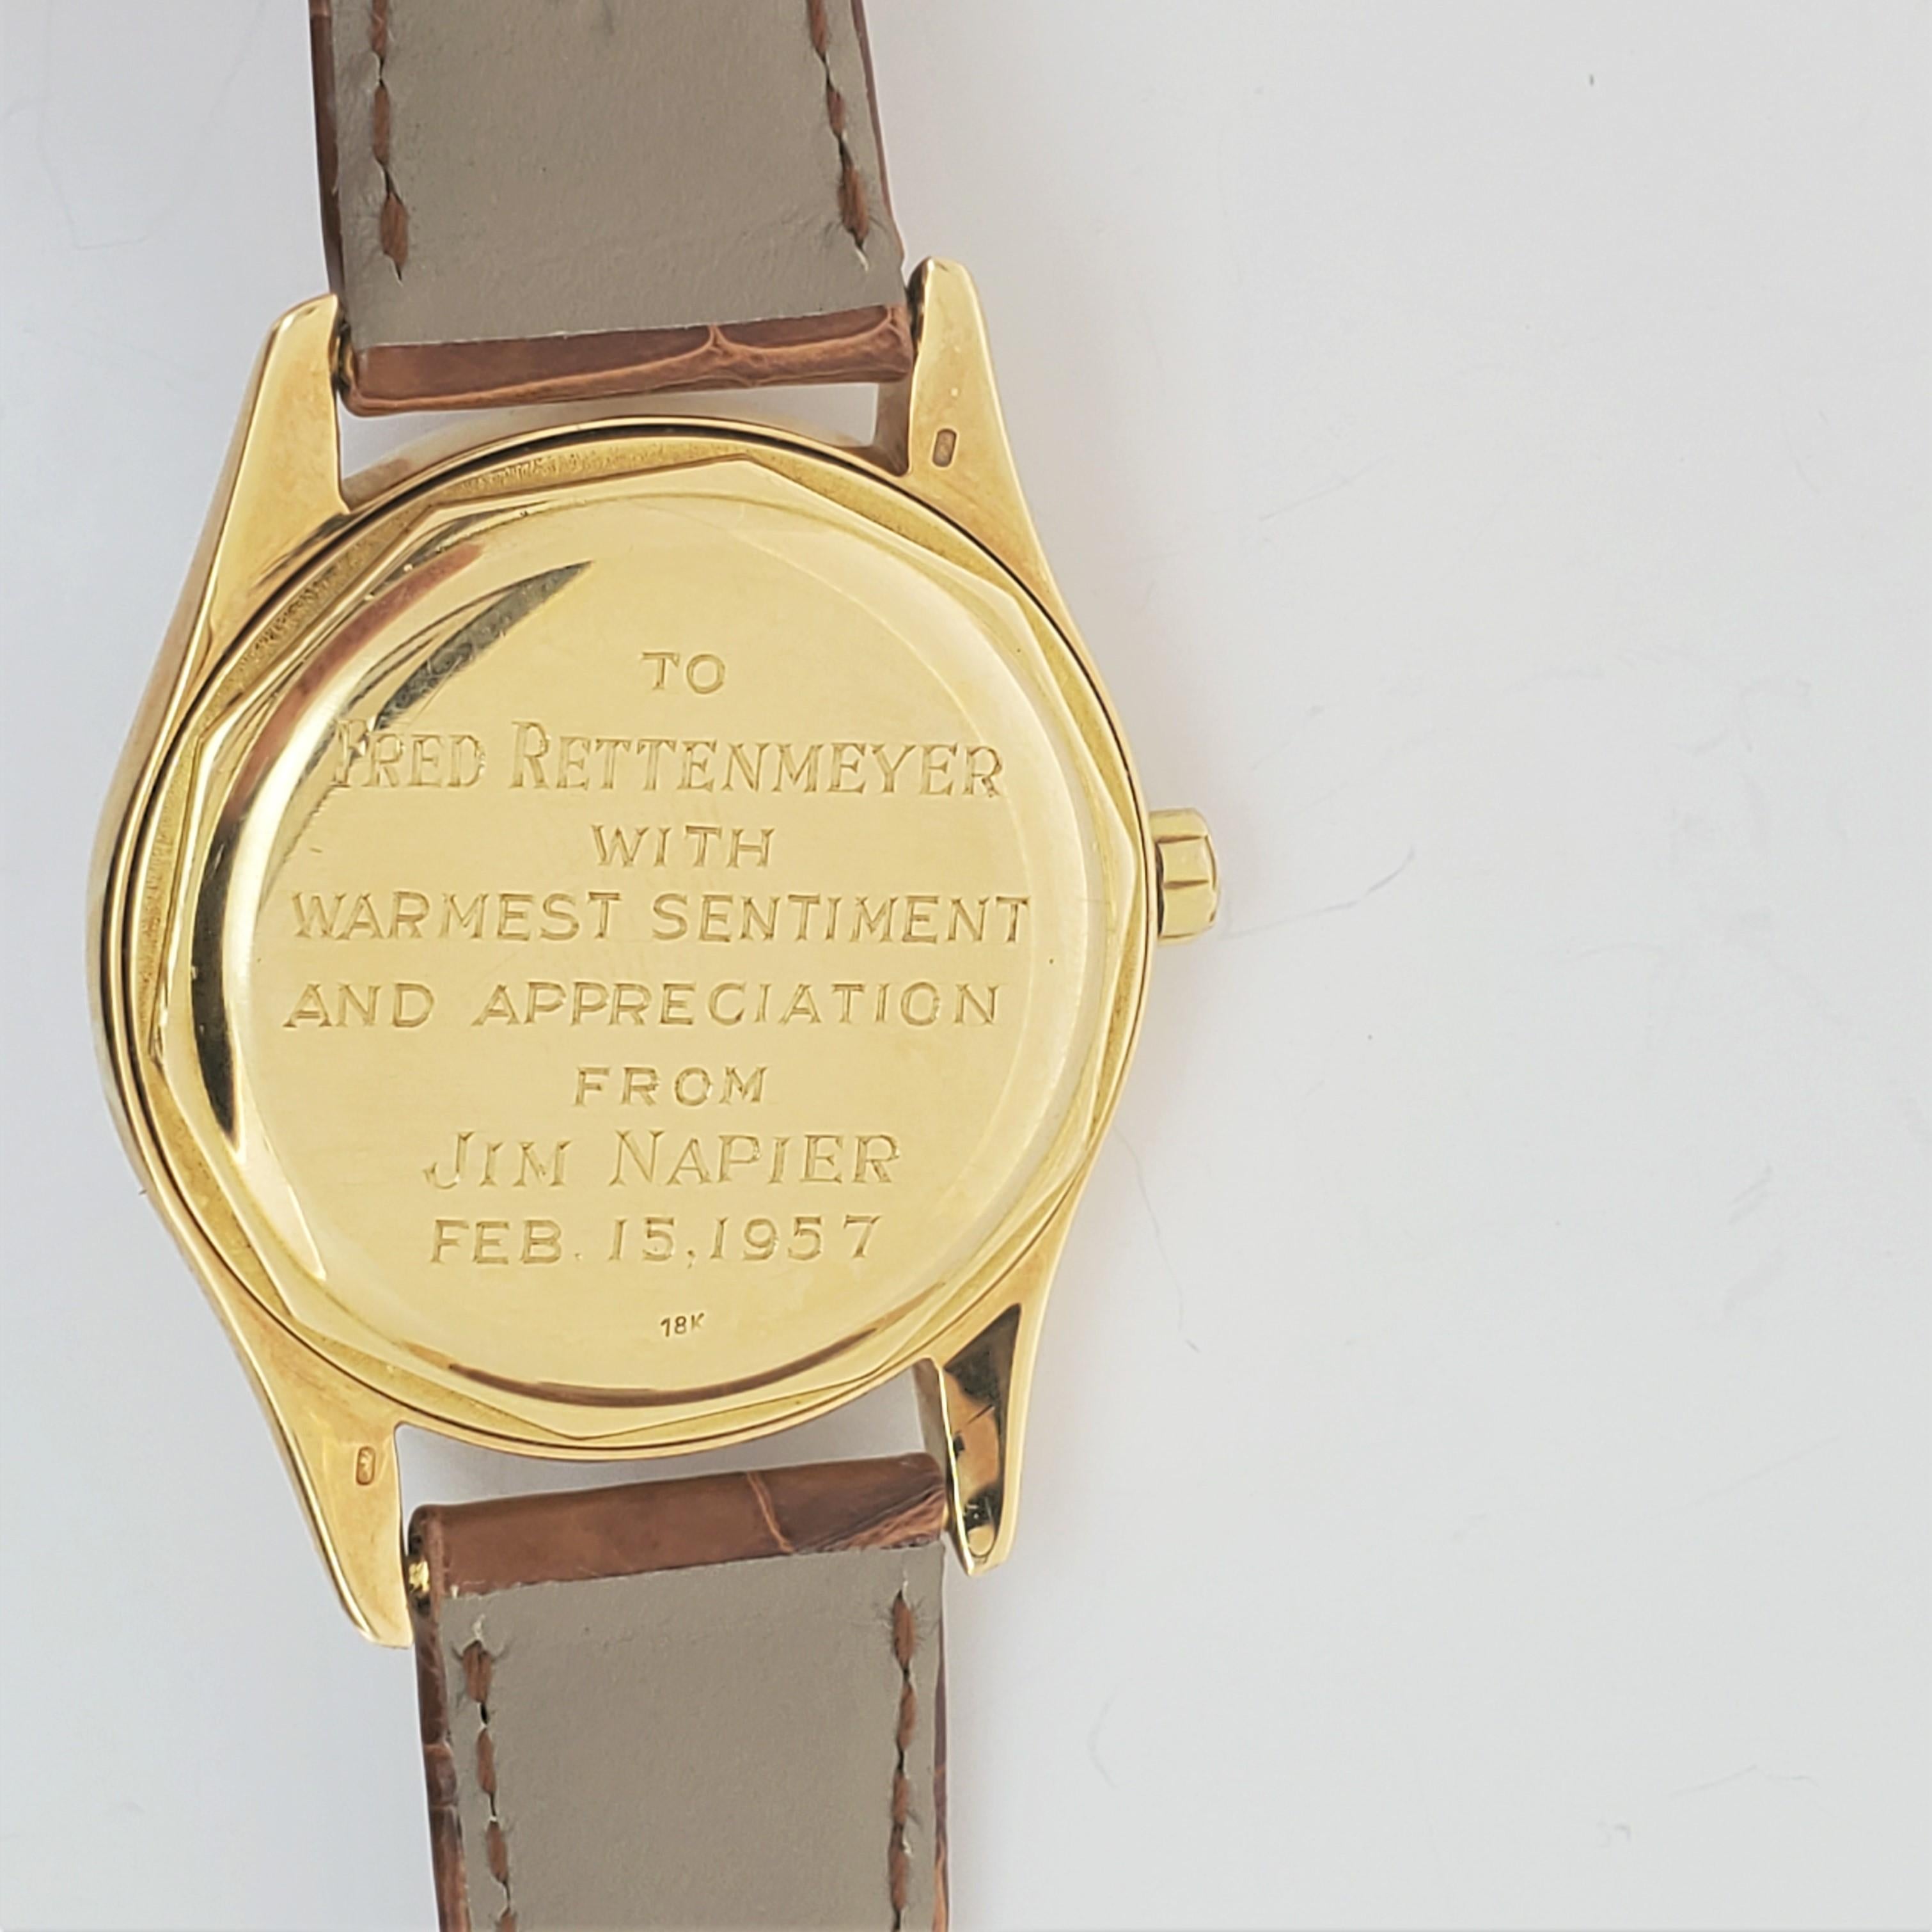 TO
FRED RETTENMEYER
WITH
WARMEST SENTIMENT
AND APPRECIATION
FROM
JIM NAPIER
FEB. 15, 1957
18K